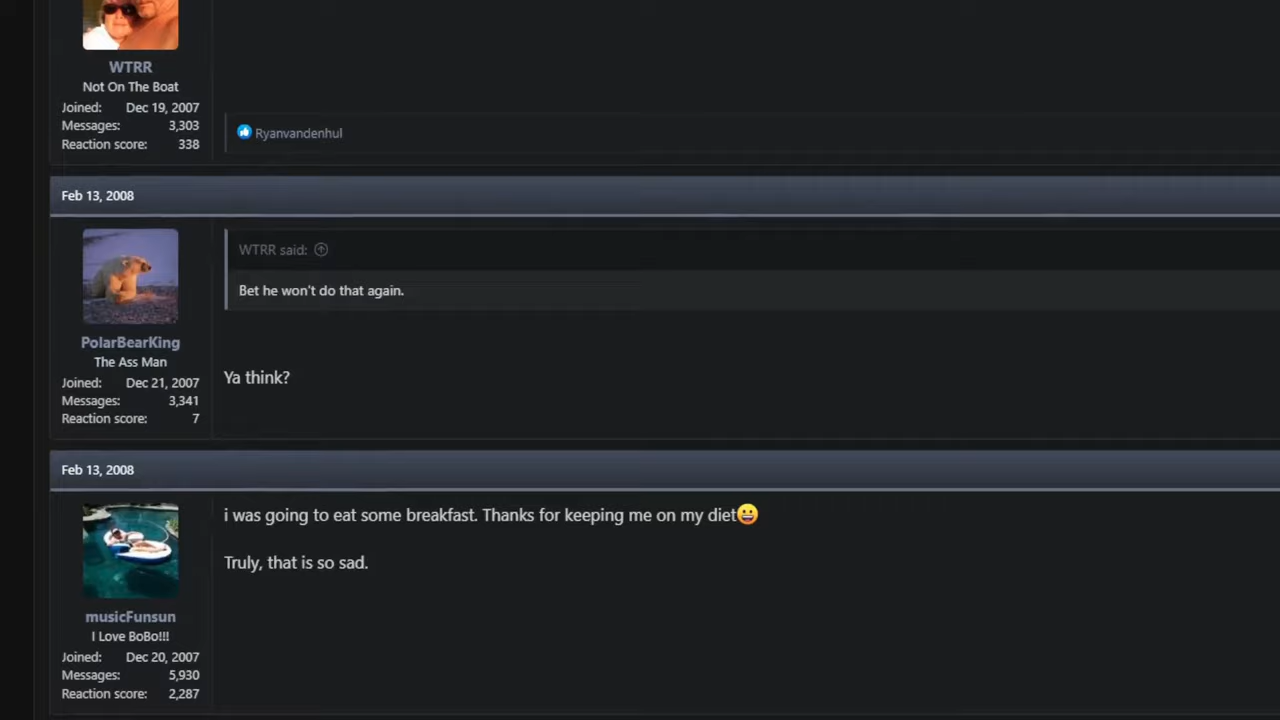 WTRR
Not On The Boat
Joined: Dec 19, 2007
Messages: 3,303
Reaction score: 338
Ryanvandenhul
Feb 13, 2008
WTRR said:
Bet he won't do that again.
PolarBearKing
The Ass Man
Joined: Dec 21, 2007
Messages: 3,341
Reaction score: 7
Ya think?
Feb 13, 2008
i was going to eat some breakfast. Thanks for keeping me on my diet😀
Truly, that is so sad.
musicFunsun
I Love BoBo!!!
Joined: Dec 20, 2007
Messages: 5,930
Reaction score: 2,287